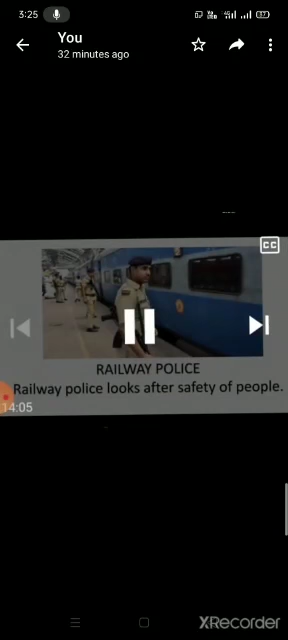 3:25
You
32 minutes ago
CC
RAILWAY POLICE
Railway police looks after safety of people.
14:05
XRecorder